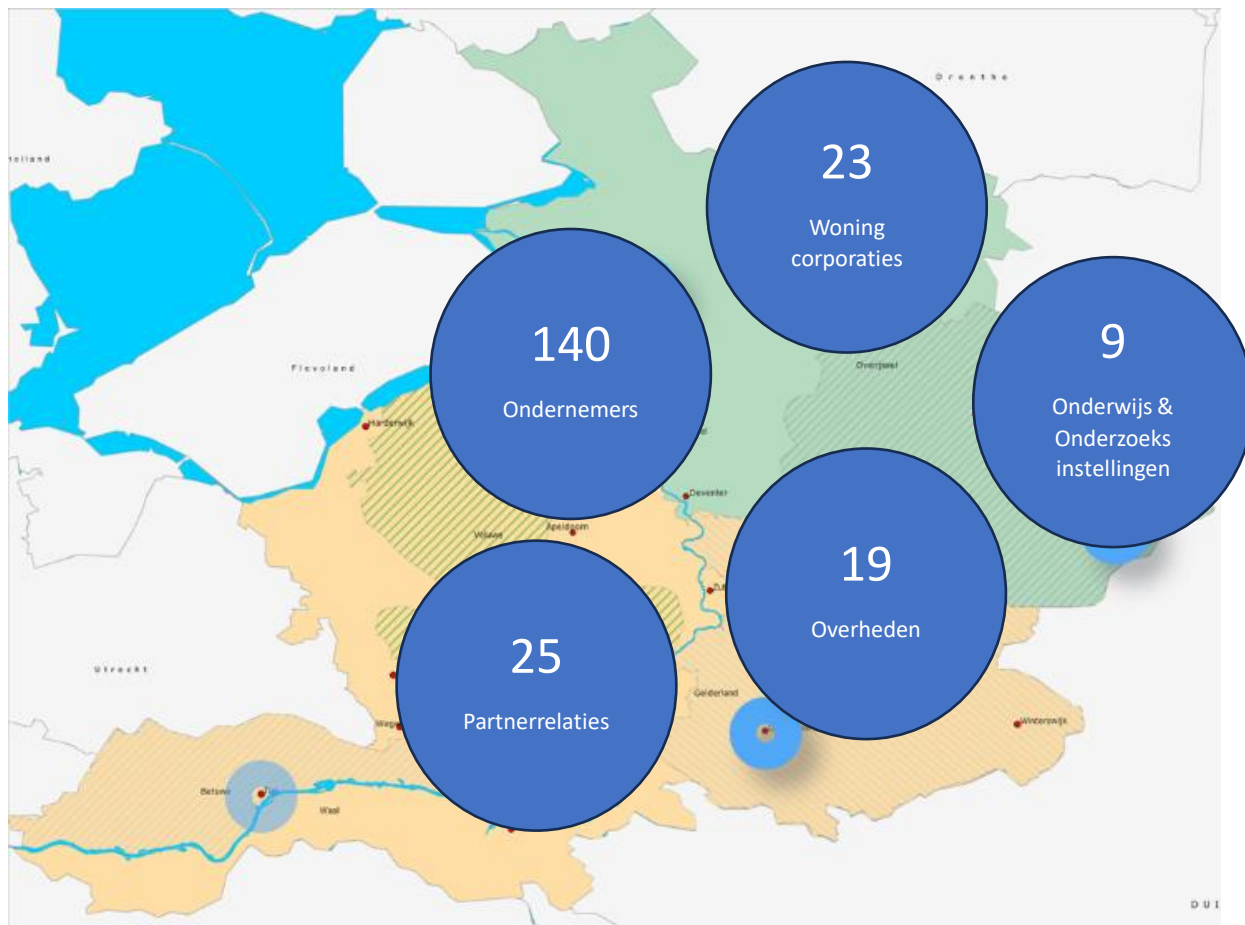 Drenthe
Holland
23
Woning
corporaties
140
Ondernemers
9
Onderwijs &
Onderzoeks
instellingen
Flevoland
Overijssel
Harderwijk
Deventer
Apeldoorn
Veluwe
19
Overheden
25
Partnerrelaties
Utrecht
Gelderland
Winterswijk
Betuwe
Waal
DUI